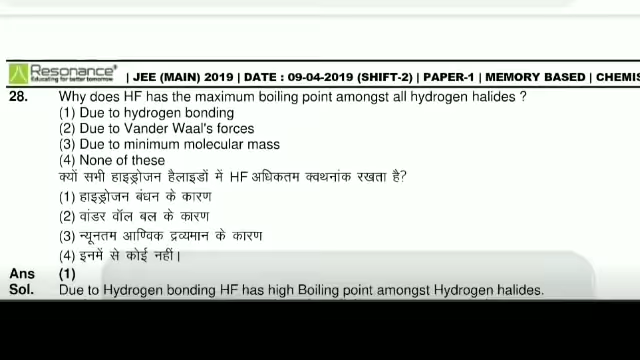 Resonance®
Educating for better tomorrow
| JEE (MAIN) 2019 | DATE : 09-04-2019 (SHIFT-2) | PAPER-1 | MEMORY BASED | CHEMIS
28. Why does HF has the maximum boiling point amongst all hydrogen halides ?
(1) Due to hydrogen bonding
(2) Due to Vander Waal's forces
(3) Due to minimum molecular mass
(4) None of these
क्यों सभी हाइड्रोजन हैलाइडों में HF अधिकतम क्वथनांक रखता है?
(1) हाइड्रोजन बंधन के कारण
(2) वांडर वॉल बल के कारण
(3) न्यूनतम आण्विक द्रव्यमान के कारण
(4) इनमें से कोई नहीं।
Ans (1)
Sol. Due to Hydrogen bonding HF has high Boiling point amongst Hydrogen halides.